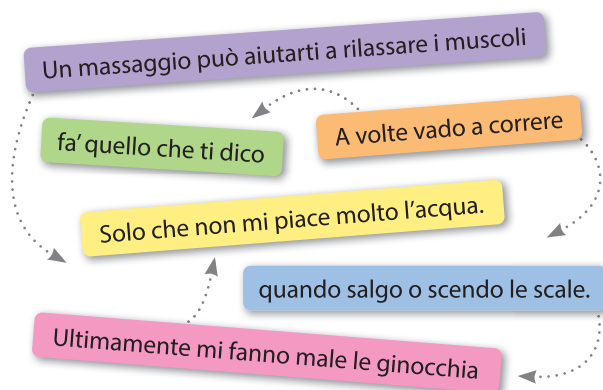 Un massaggio può aiutarti a rilassare i muscoli
fa’ quello che ti dico
A volte vado a correre
Solo che non mi piace molto l’acqua.
quando salgo o scendo le scale.
Ultimamente mi fanno male le ginocchia